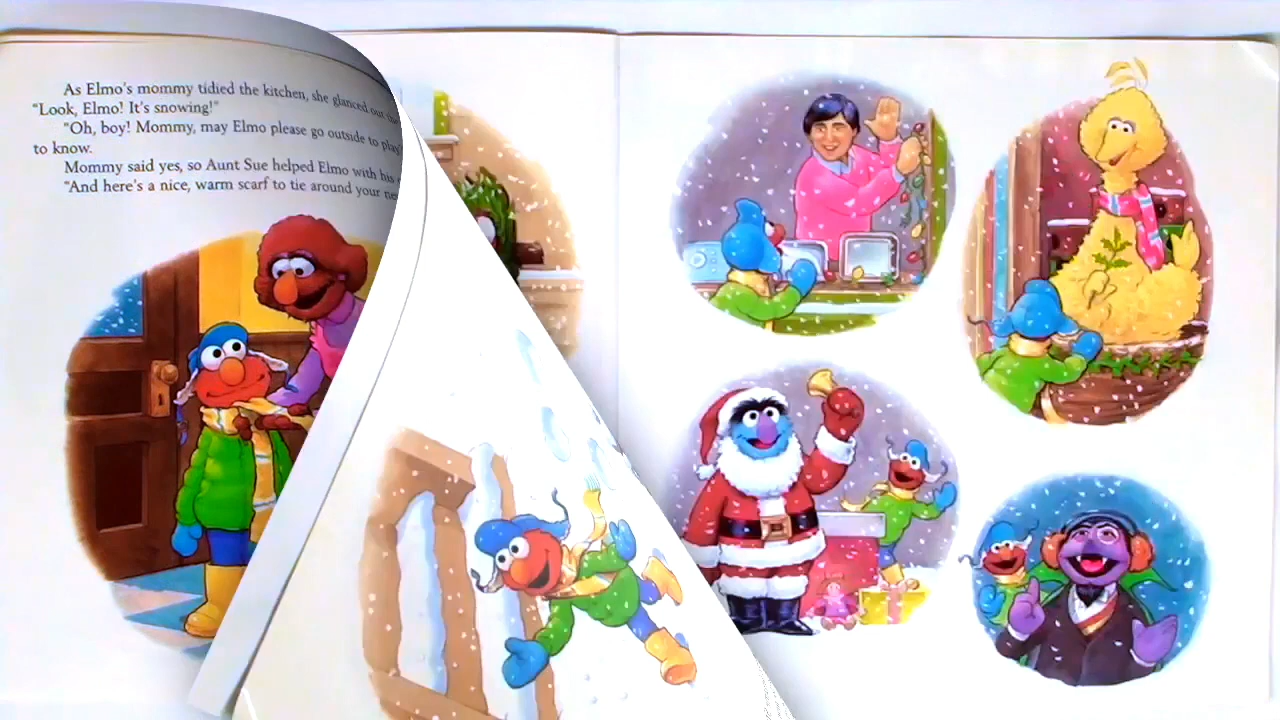 As Elmo's mommy tidied the kitchen, she glanced out
"Look, Elmo! It's snowing!"
"Oh, boy! Mommy, may Elmo please go outside to play
to know.
Mommy said yes, so Aunt Sue helped Elmo with his
"And here's a nice, warm scarf to tie around your